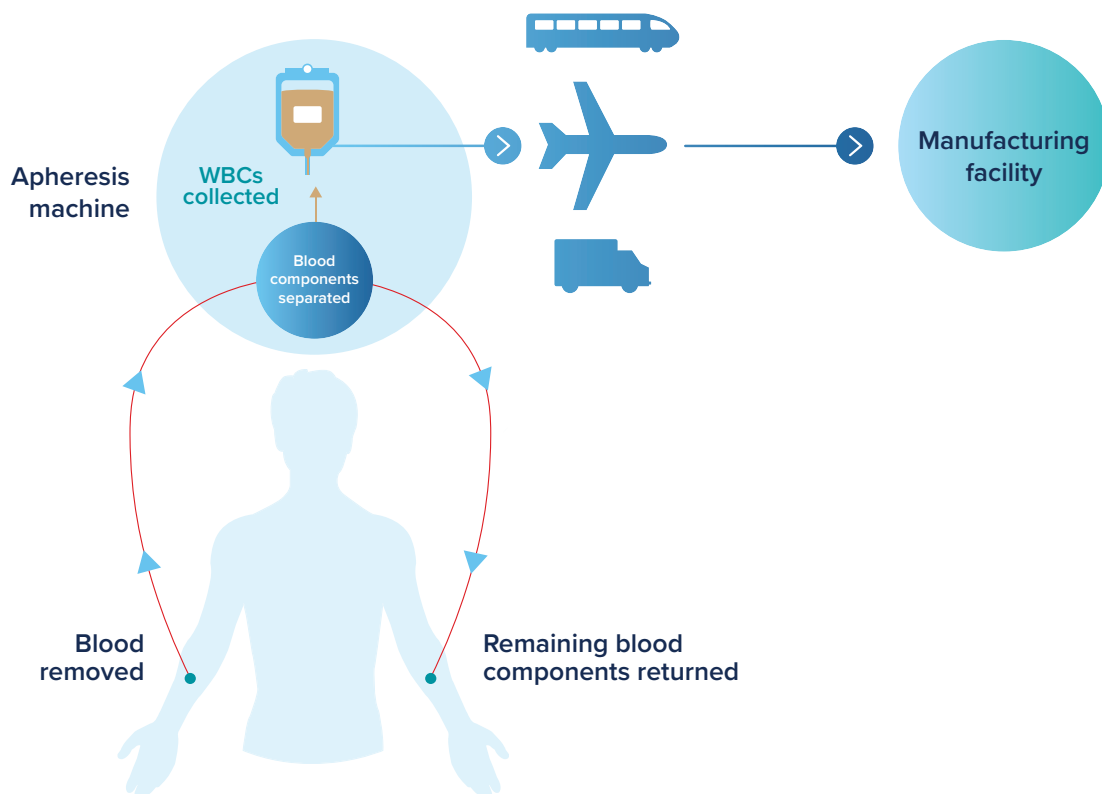 Apheresis
machine
WBCs
collected
Blood
components
separated
Manufacturing
facility
Blood
removed
Remaining blood
components returned